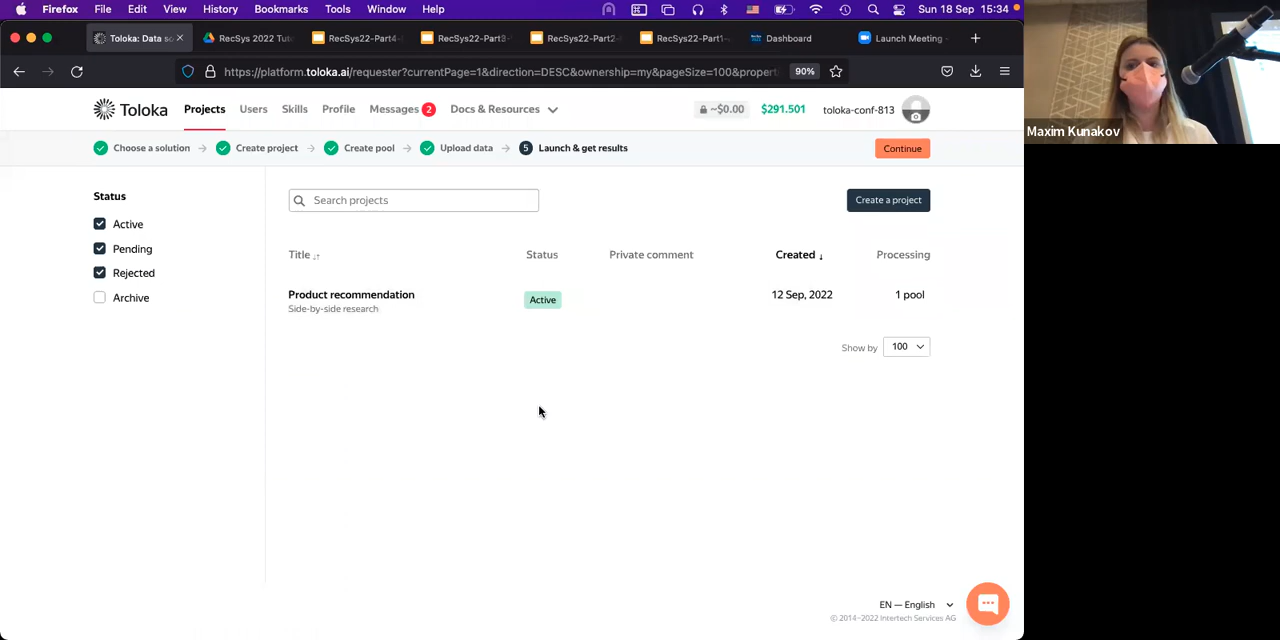 Firefox File Edit View History Bookmarks Tools Window Help Sun 18 Sep 15:34
Toloka: Data so RecSys 2022 Tuto RecSys22-Part4- RecSys22-Part3- RecSys22-Part2- RecSys22-Part1- Dashboard Launch Meeting -
https://platform.toloka.ai/requester?currentPage=1&direction=DESC&ownership=my&pageSize=100&propert 90%
Toloka Projects Users Skills Profile Messages 2 Docs & Resources ~$0.00 $291.501 toloka-conf-813
Choose a solution Create project Create pool Upload data 5 Launch & get results Continue
Maxim Kunakov
Status
Search projects Create a project
Active
Pending
Rejected
Archive
Title Status Private comment Created Processing
Product recommendation Active 12 Sep, 2022 1 pool
Side-by-side research
Show by 100
EN — English
© 2014–2022 Intertech Services AG